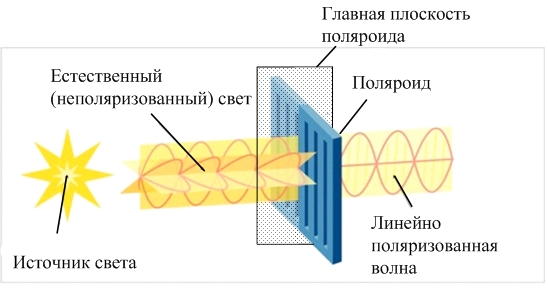 Главная плоскость
поляроида
Естественный
(неполяризованный) свет
Поляроид
Линейно
поляризованная
волна
Источник света